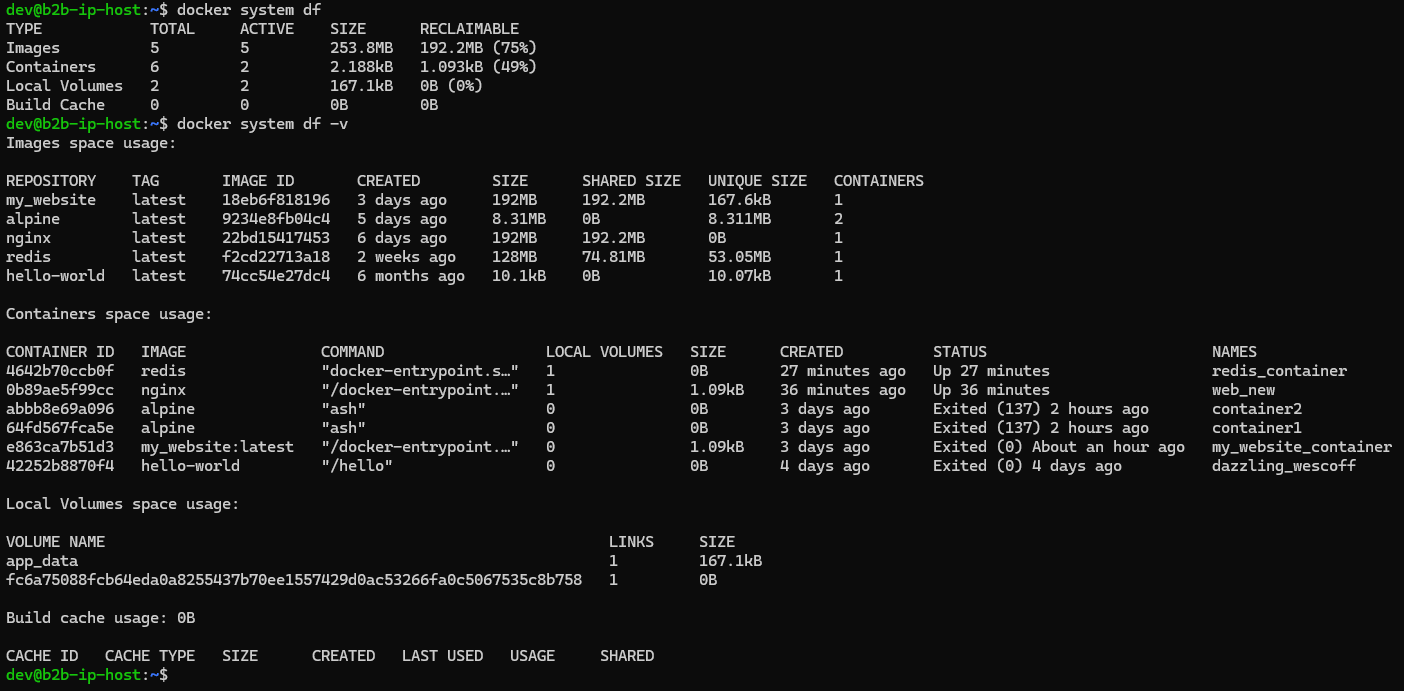 dev@b2b-ip-host:~$ docker system df
TYPE            TOTAL     ACTIVE    SIZE      RECLAIMABLE
Images          5         5         253.8MB   192.2MB (75%)
Containers      6         2         2.188kB   1.093kB (49%)
Local Volumes   2         2         167.1kB   0B (0%)
Build Cache     0         0         0B        0B
dev@b2b-ip-host:~$ docker system df -v
Images space usage:

REPOSITORY    TAG       IMAGE ID       CREATED        SIZE      SHARED SIZE   UNIQUE SIZE   CONTAINERS
my_website    latest    18eb6f818196   3 days ago     192MB     192.2MB       167.6kB       1
alpine        latest    9234e8fb04c4   5 days ago     8.31MB    0B            8.311MB       2
nginx         latest    22bd15417453   6 days ago     192MB     192.2MB       0B            1
redis         latest    f2cd22713a18   2 weeks ago    128MB     74.81MB       53.05MB       1
hello-world   latest    74cc54e27dc4   6 months ago   10.1kB    0B            10.07kB       1

Containers space usage:

CONTAINER ID   IMAGE               COMMAND                  LOCAL VOLUMES   SIZE      CREATED          STATUS                         NAMES
4642b70ccb0f   redis               "docker-entrypoint.s…"   1               0B        27 minutes ago   Up 27 minutes                  redis_container
0b89ae5f99cc   nginx               "/docker-entrypoint.…"   1               1.09kB    36 minutes ago   Up 36 minutes                  web_new
abbb8e69a096   alpine              "ash"                    0               0B        3 days ago       Exited (137) 2 hours ago       container2
64fd567fca5e   alpine              "ash"                    0               0B        3 days ago       Exited (137) 2 hours ago       container1
e863ca7b51d3   my_website:latest   "/docker-entrypoint.…"   0               1.09kB    3 days ago       Exited (0) About an hour ago   my_website_container
42252b8870f4   hello-world         "/hello"                 0               0B        4 days ago       Exited (0) 4 days ago          dazzling_wescoff

Local Volumes space usage:

VOLUME NAME                                                        LINKS     SIZE
app_data                                                           1         167.1kB
fc6a75088fcb64eda0a8255437b70ee1557429d0ac53266fa0c5067535c8b758   1         0B

Build cache usage: 0B

CACHE ID   CACHE TYPE   SIZE      CREATED   LAST USED   USAGE     SHARED
dev@b2b-ip-host:~$